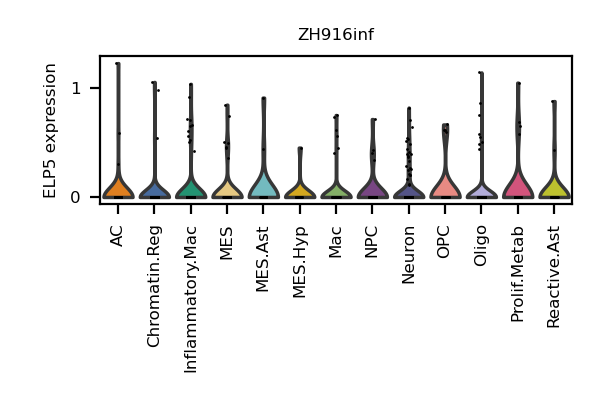 ZH916inf
ELP5 expression
1
0
AC
Chromatin.Reg
Inflammatory.Mac
MES
MES.Ast
MES.Hyp
Mac
NPC
Neuron
OPC
Oligo
Prolif.Metab
Reactive.Ast